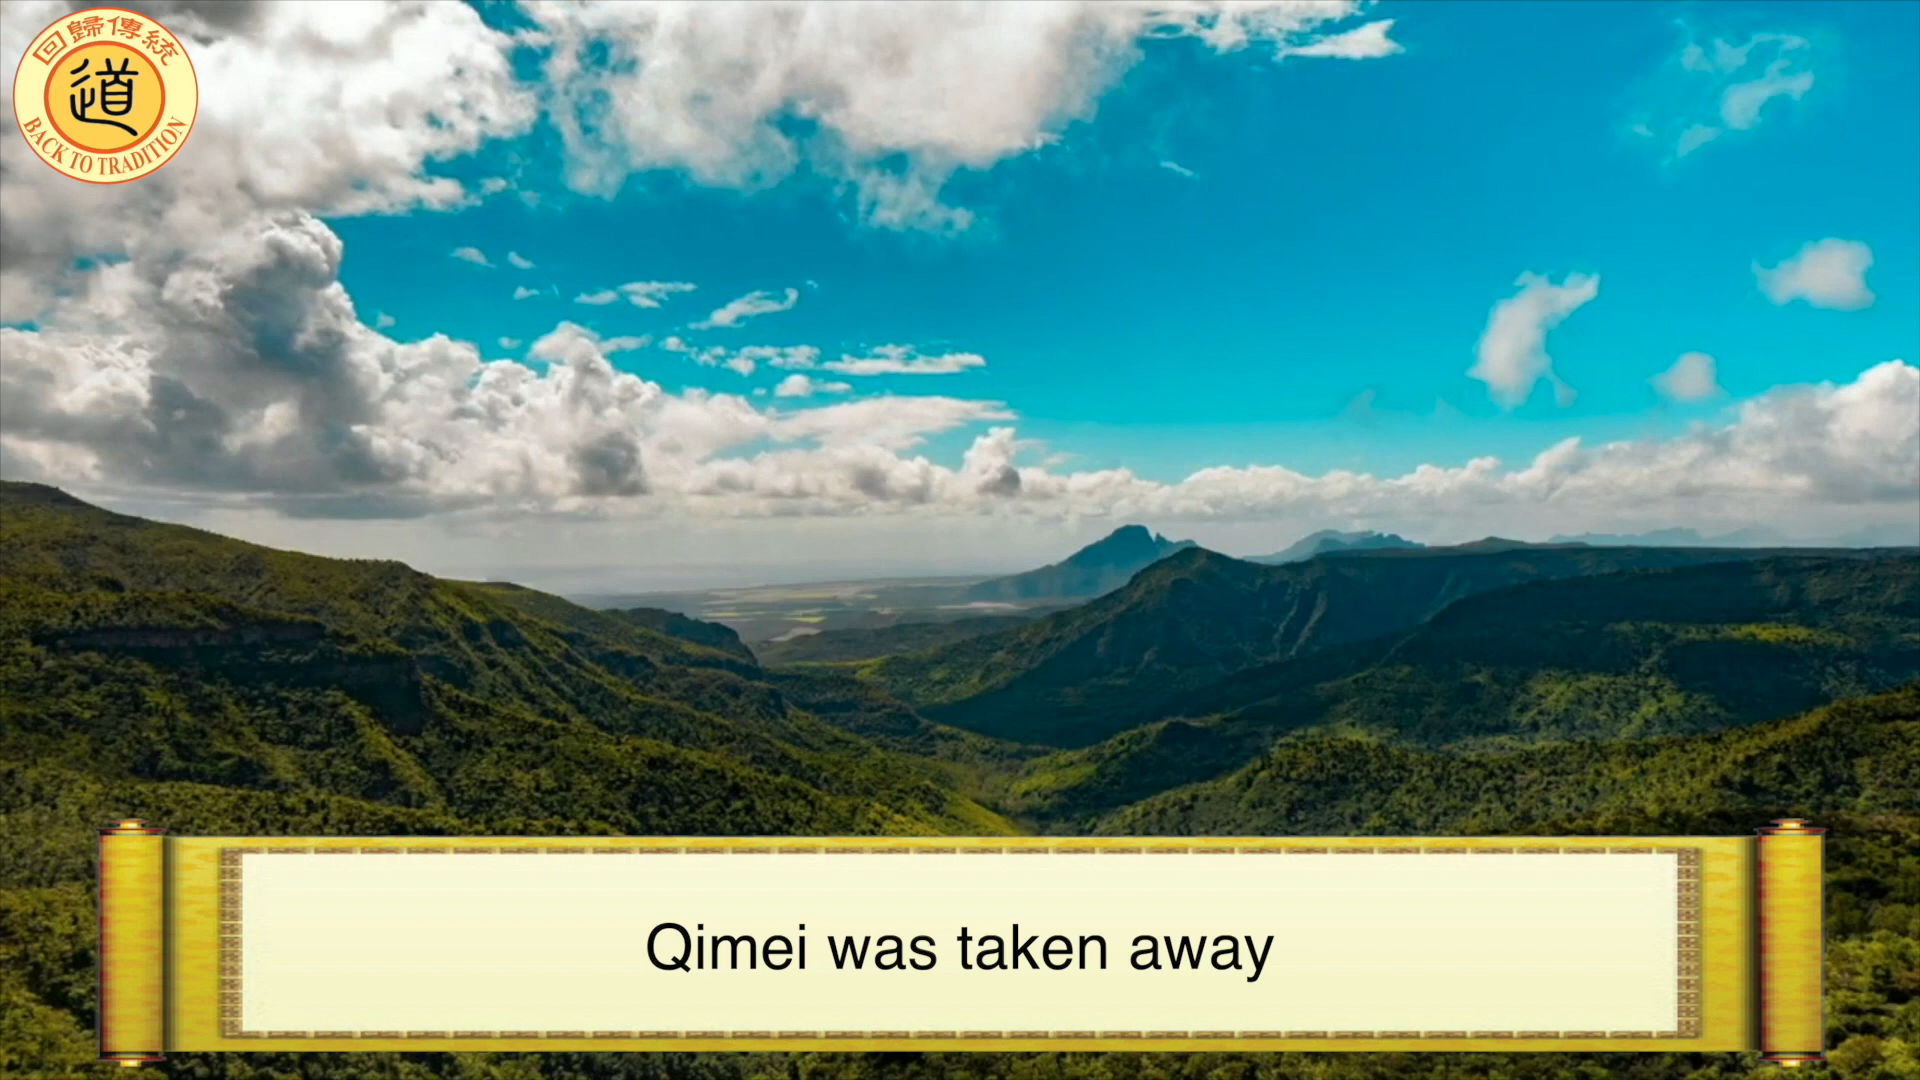 回歸傳統
道
BACK TO TRADITION
Qimei was taken away